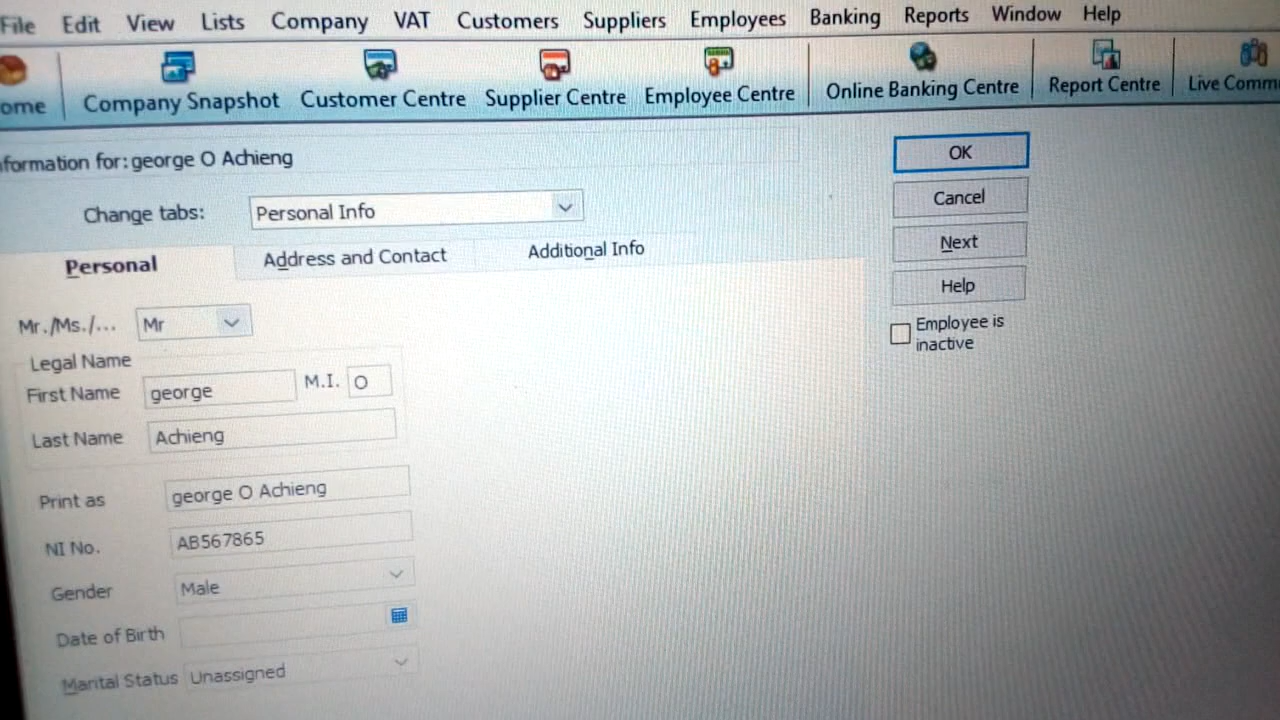 File Edit View Lists Company VAT Customers Suppliers Employees Banking Reports Window Help
ome Company Snapshot Customer Centre Supplier Centre Employee Centre Online Banking Centre Report Centre Live Comm
nformation for: george O Achieng
OK
Change tabs: Personal Info
Cancel
Personal Address and Contact Additional Info
Next
Help
Mr./Ms./... Mr
Employee is
inactive
Legal Name
First Name george M.I. O
Last Name Achieng
Print as george O Achieng
NI No. AB567865
Gender Male
Date of Birth
Marital Status Unassigned